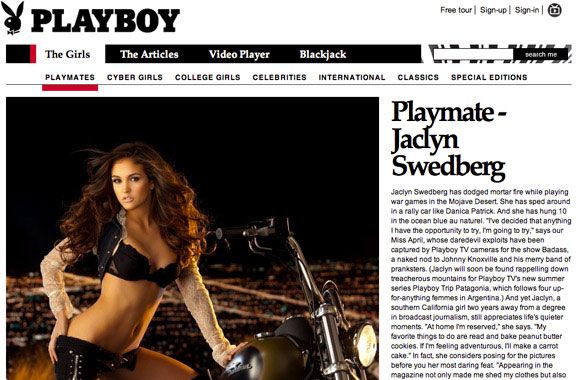 PLAYBOY
Free tour | Sign-up | Sign-in |
The Girls The Articles Video Player Blackjack
search me
PLAYMATES CYBER GIRLS COLLEGE GIRLS CELEBRITIES INTERNATIONAL CLASSICS SPECIAL EDITIONS
Playmate -
Jaclyn
Swedberg
Jaclyn Swedberg has dodged mortar fire while playing
war games in the Mojave Desert. She has sped around
in a rally car like Danica Patrick. And she has hung 10
in the ocean blue au naturel. "I've decided that anything
I have the opportunity to try, I'm going to try," says our
Miss April, whose daredevil exploits have been
captured by Playboy TV cameras for the show Badass,
a naked nod to Johnny Knoxville and his merry band of
pranksters. (Jaclyn will soon be found rappelling down
treacherous mountains for Playboy TV's new summer
series Playboy Trip Patagonia, which follows four up-
for-anything femmes in Argentina.) And yet Jaclyn, a
southern California girl two years away from a degree
in broadcast journalism, still appreciates life's quieter
moments. "At home I'm reserved," she says. "My
favorite things to do are read and bake peanut butter
cookies. If I'm feeling adventurous, I'll make a carrot
cake." In fact, she considers posing for the pictures
before you her most daring feat. "Appearing in the
magazine not only made me shed my clothes but also